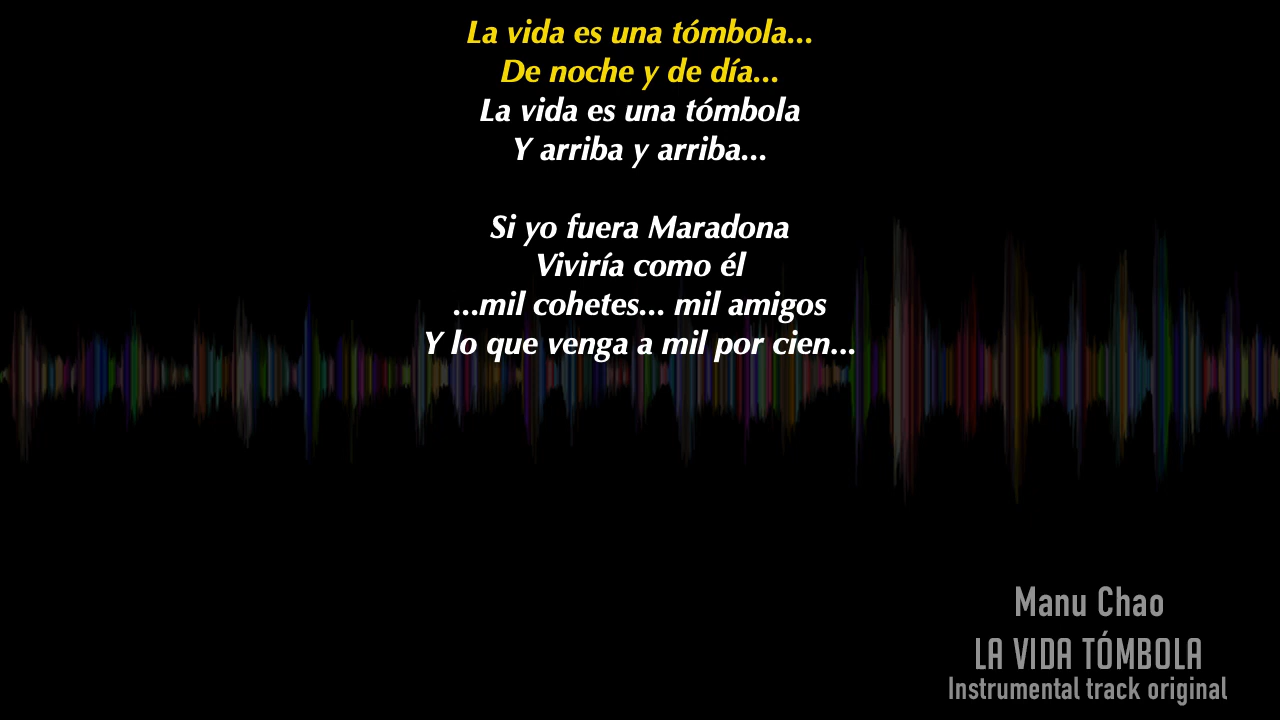 La vida es una tómbola...
De noche y de día...
La vida es una tómbola
Y arriba y arriba...
Si yo fuera Maradona
Viviría como él
...mil cohetes... mil amigos
Y lo que venga a mil por cien...
Manu Chao
LA VIDA TÓMBOLA
Instrumental track original